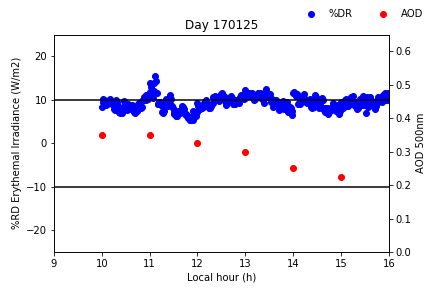 %DR AOD
Day 170125
20
10
0
−10
−20
%RD Erythemal Irradiance (W/m2)
0.6
0.5
0.4
0.3
0.2
0.1
0.0
AOD 500nm
9 10 11 12 13 14 15 16
Local hour (h)